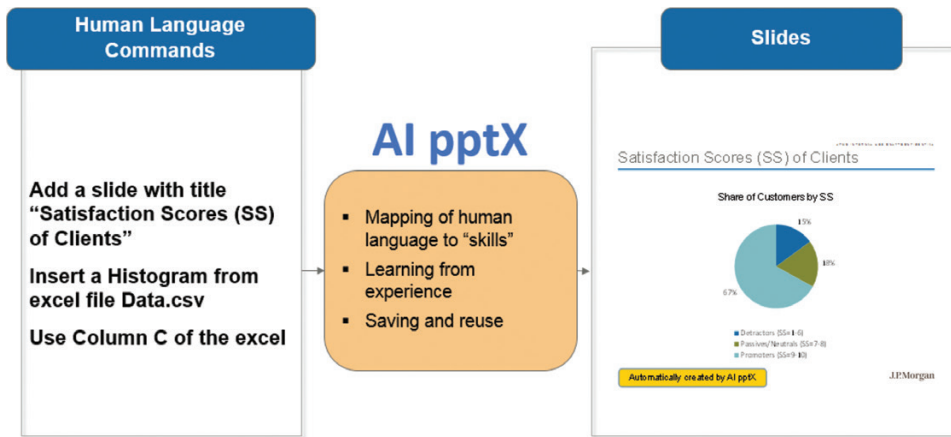 Human Language
Commands
Add a slide with title
“Satisfaction Scores (SS)
of Clients”
Insert a Histogram from
excel file Data.csv
Use Column C of the excel
AI pptX
▪ Mapping of human
language to “skills”
▪ Learning from
experience
▪ Saving and reuse
Slides
Satisfaction Scores (SS) of Clients
Share of Customers by SS
15%
18%
67%
Detractors (SS=1-6)
Passives/Neutrals (SS=7-8)
Promoters (SS=9-10)
Automatically created by AI pptX
J.P.Morgan